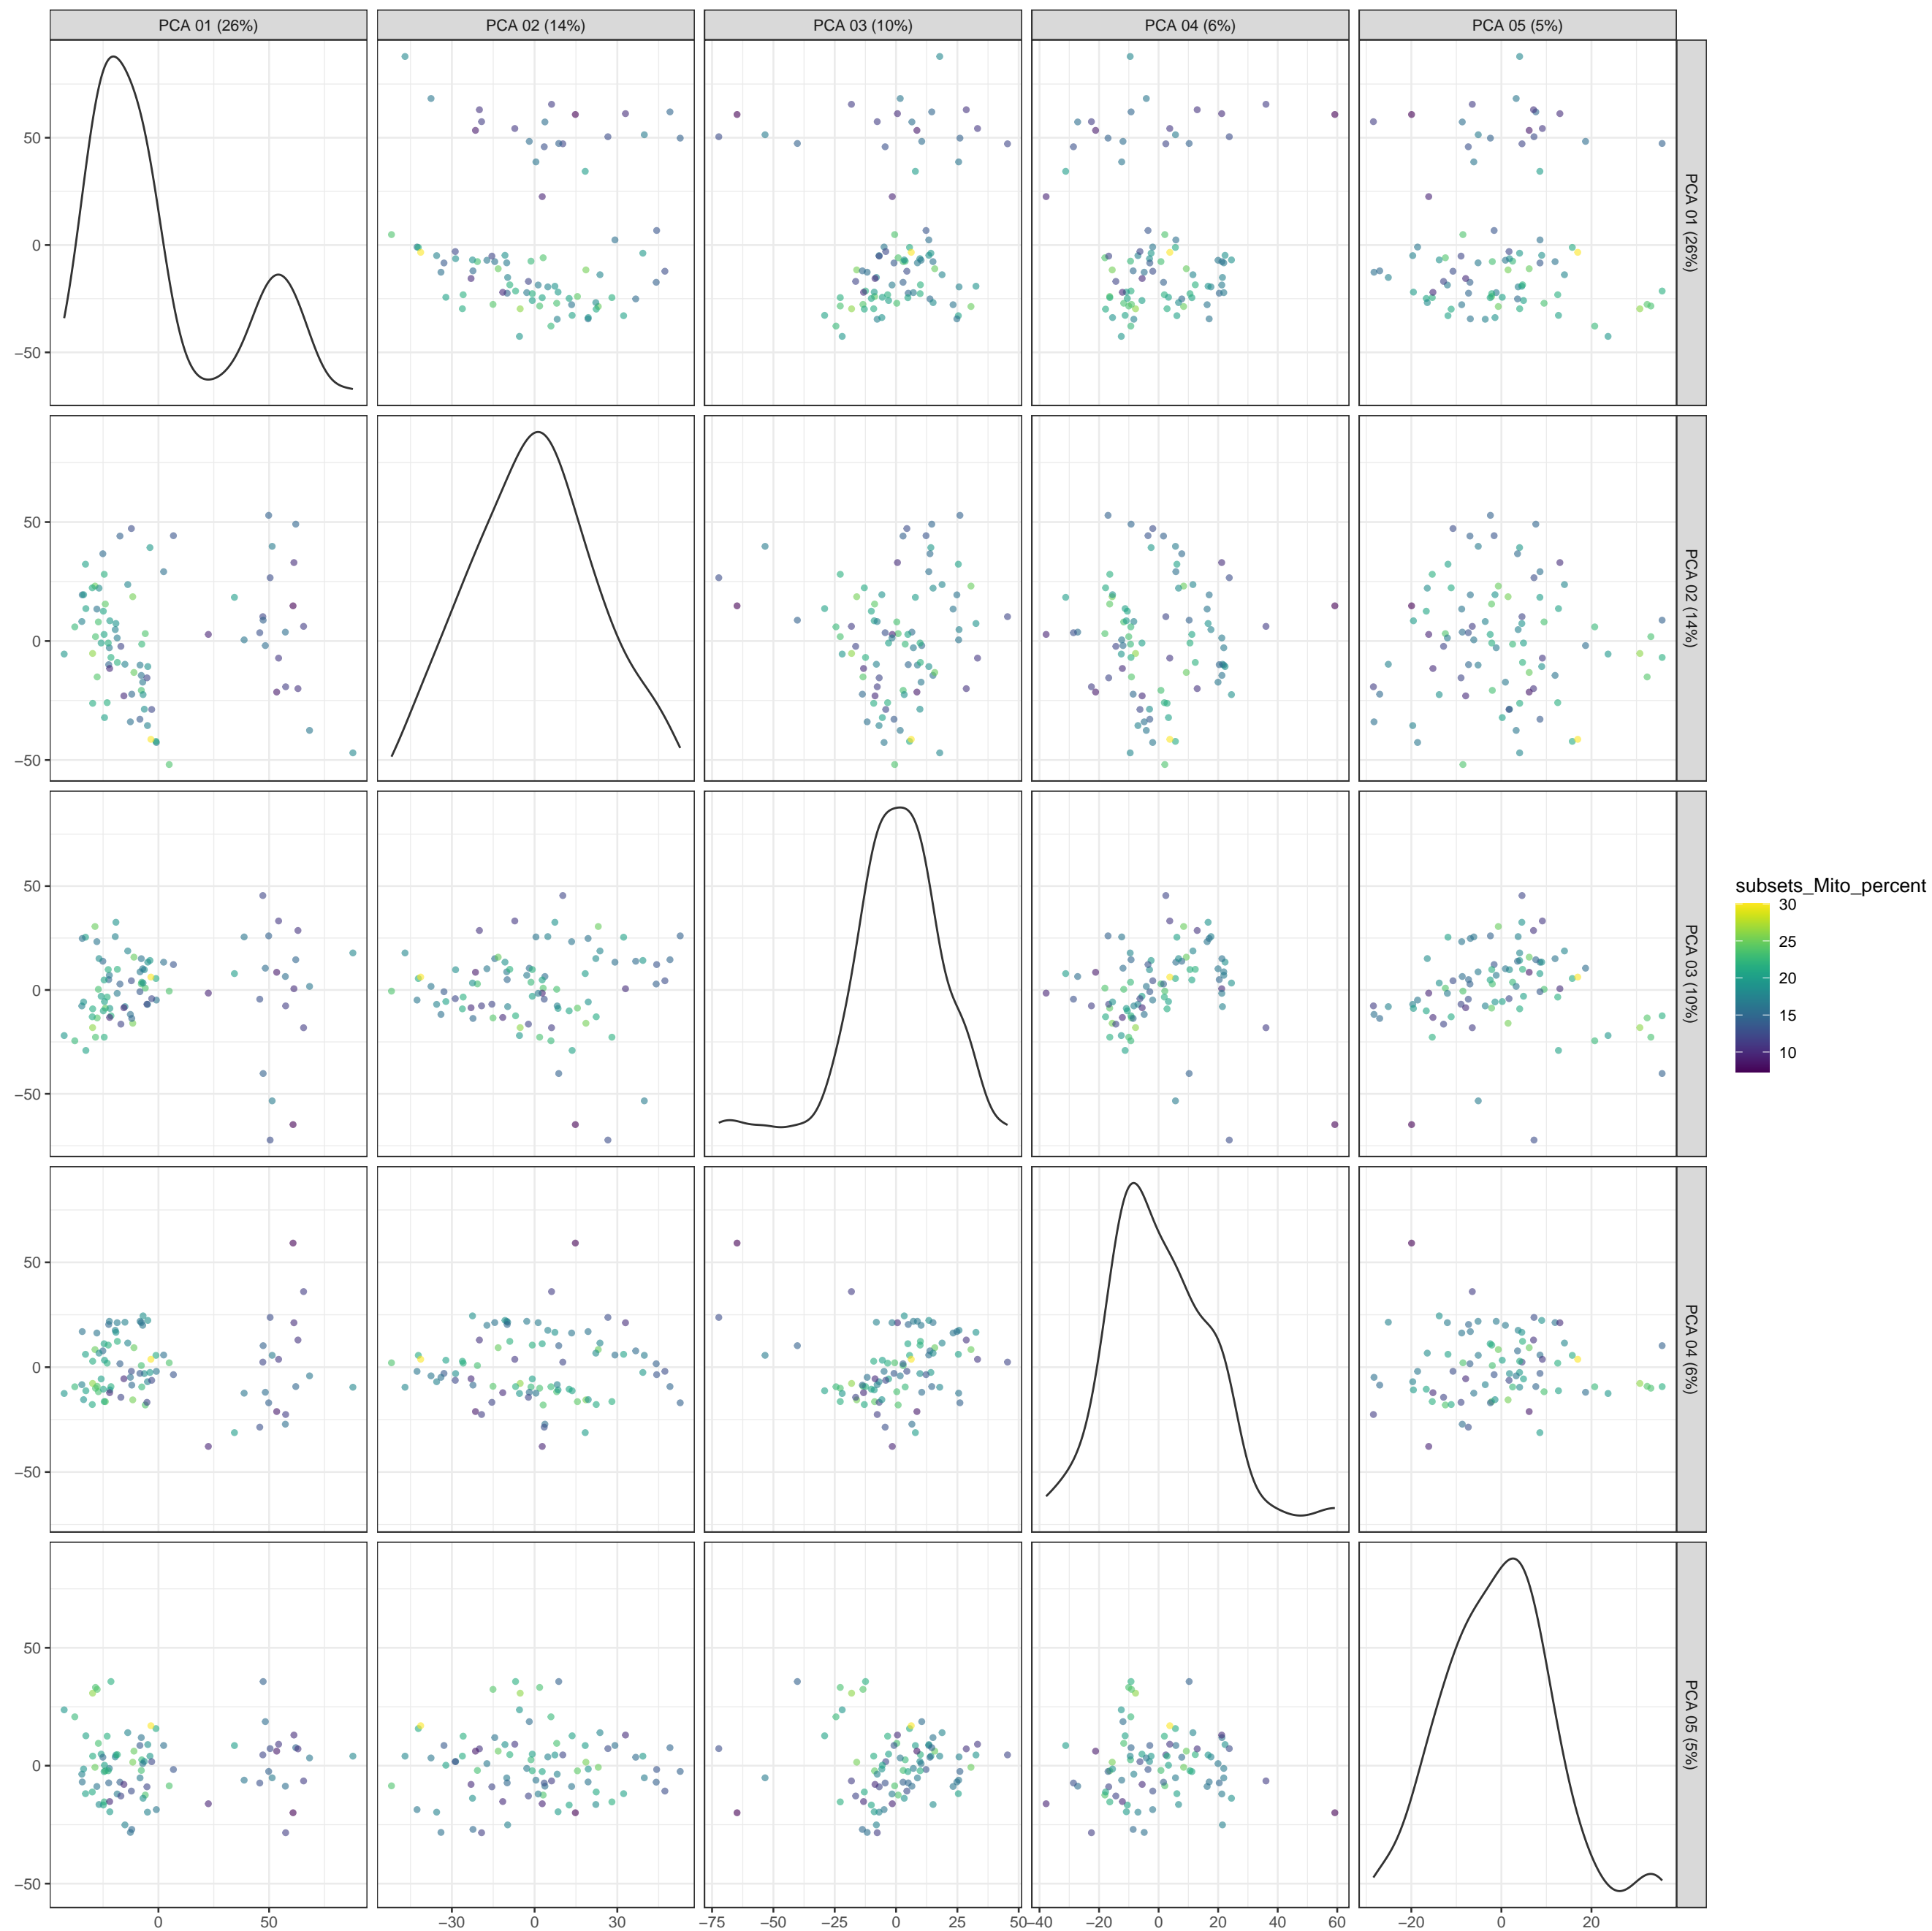 PCA 01 (26%)
PCA 02 (14%)
PCA 03 (10%)
PCA 04 (6%)
PCA 05 (5%)
50
0
−50
PCA 01 (26%)
50
0
−50
PCA 02 (14%)
50
0
−50
PCA 03 (10%)
subsets_Mito_percent
30
25
20
15
10
50
0
−50
PCA 04 (6%)
50
0
−50
PCA 05 (5%)
0 50
−30 0 30
−75 −50 −25 0 25 50
−40 −20 0 20 40 60
−20 0 20